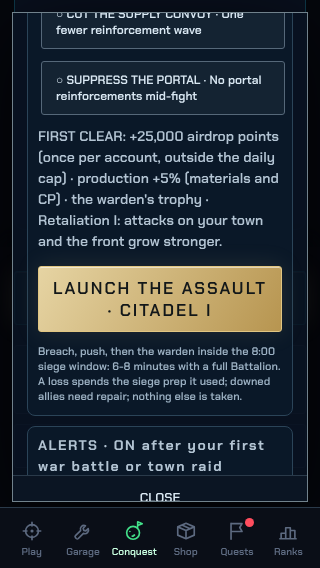 ○ CUT THE SUPPLY CONVOY · One
fewer reinforcement wave
○ SUPPRESS THE PORTAL · No portal
reinforcements mid-fight
FIRST CLEAR: +25,000 airdrop points
(once per account, outside the daily
cap) · production +5% (materials and
CP) · the warden's trophy ·
Retaliation I: attacks on your town
and the front grow stronger.
LAUNCH THE ASSAULT
· CITADEL I
Breach, push, then the warden inside the 8:00
siege window: 6-8 minutes with a full Battalion.
A loss spends the siege prep it used; downed
allies need repair; nothing else is taken.
ALERTS · ON after your first
war battle or town raid
CLOSE
Play Garage Conquest Shop Quests Ranks